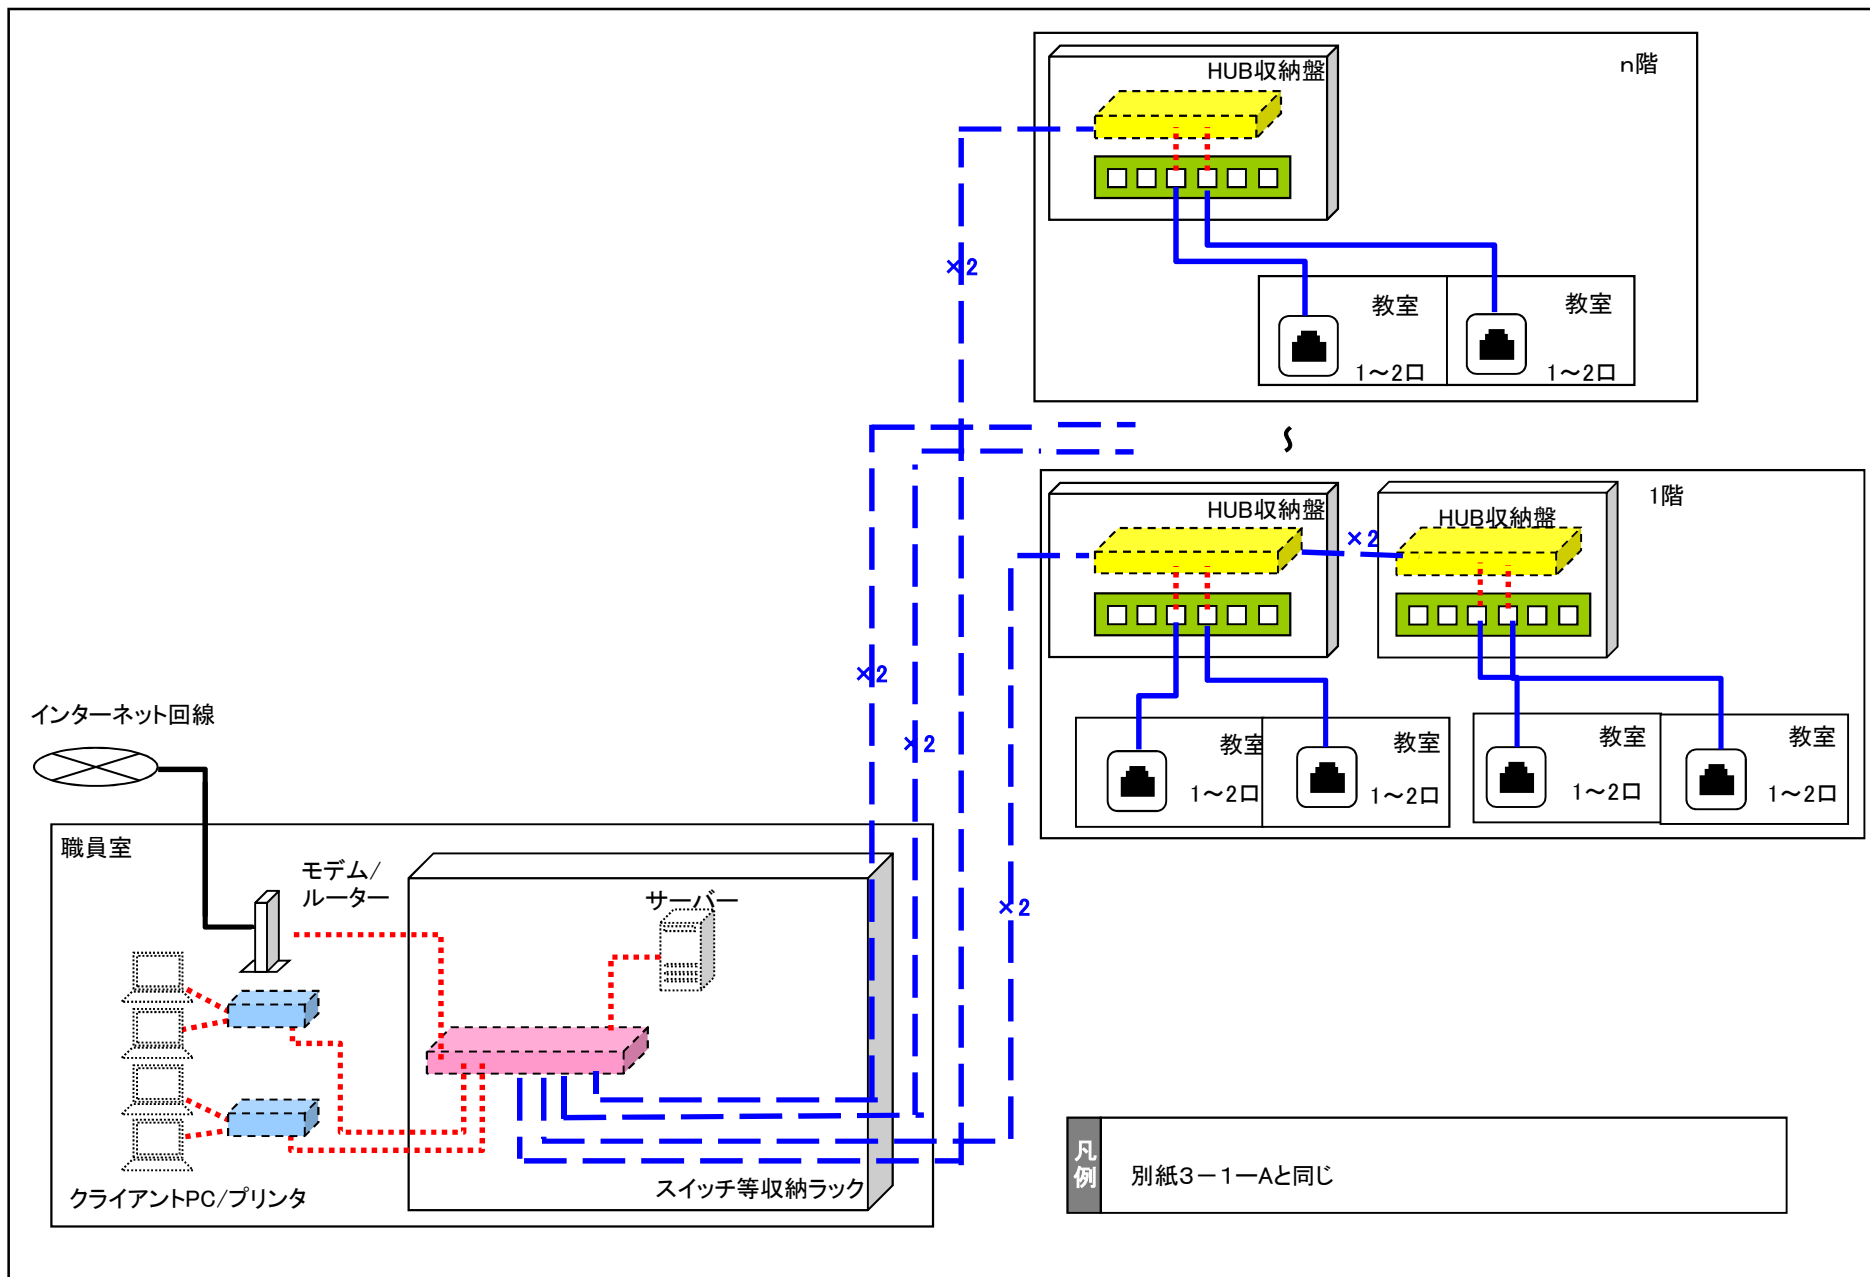 HUB収納盤
n階
×2
教室
1～2口
教室
1～2口
HUB収納盤
×2
HUB収納盤
1階
×2
×2
×2
教室
1～2口
教室
1～2口
教室
1～2口
教室
1～2口
インターネット回線
職員室
モデム/
ルーター
サーバー
クライアントPC/プリンタ
スイッチ等収納ラック
凡例
別紙3－1－Aと同じ